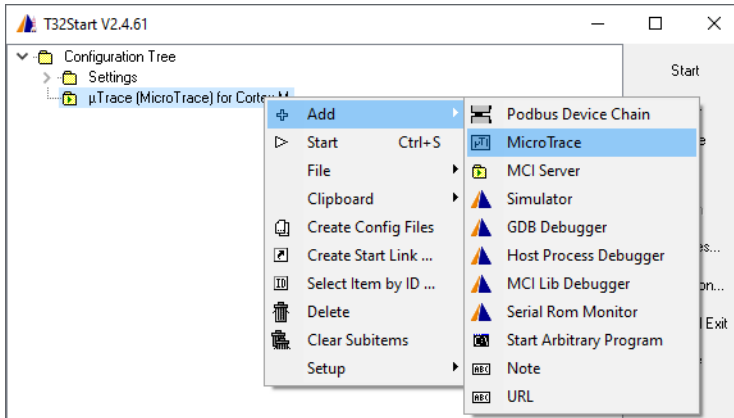 T32Start V2.4.61
Configuration Tree
Settings
Start
µTrace (MicroTrace) for Cortex-M
Add
Start Ctrl+S
File
Clipboard
Create Config Files
Create Start Link ...
Select Item by ID ...
Delete
Clear Subitems
Setup
Podbus Device Chain
MicroTrace
MCI Server
Simulator
GDB Debugger
Host Process Debugger
MCI Lib Debugger
Serial Rom Monitor
Start Arbitrary Program
Note
URL
Exit